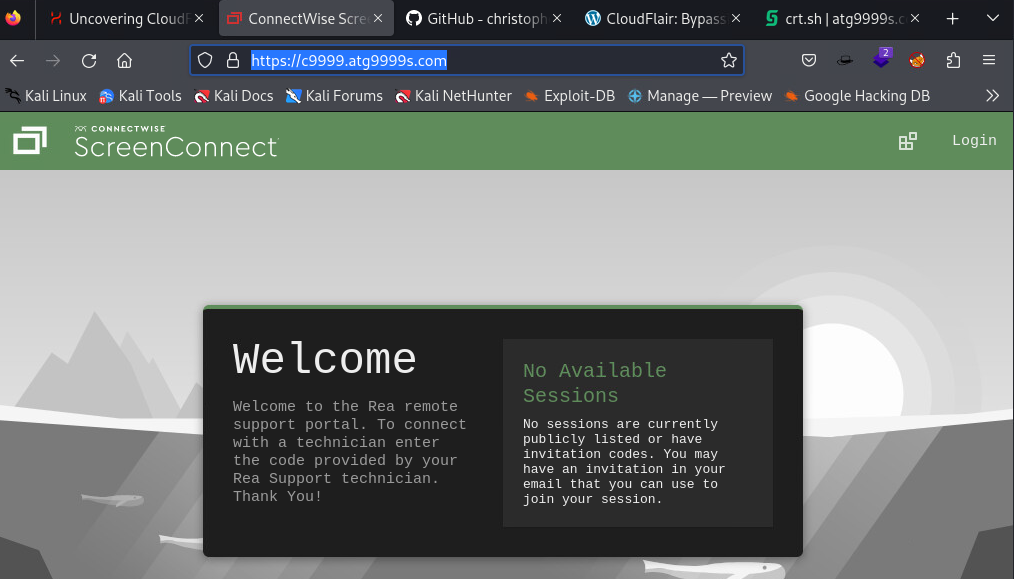 Uncovering CloudF
ConnectWise Scre
GitHub - christoph
CloudFlair: Bypass
crt.sh | atg9999s.c
https://c9999.atg9999s.com
2
Kali Linux
Kali Tools
Kali Docs
Kali Forums
Kali NetHunter
Exploit-DB
Manage — Preview
Google Hacking DB
CONNECTWISE
ScreenConnect
Login
Welcome
Welcome to the Rea remote
support portal. To connect
with a technician enter
the code provided by your
Rea Support technician.
Thank You!
No Available
Sessions
No sessions are currently
publicly listed or have
invitation codes. You may
have an invitation in your
email that you can use to
join your session.